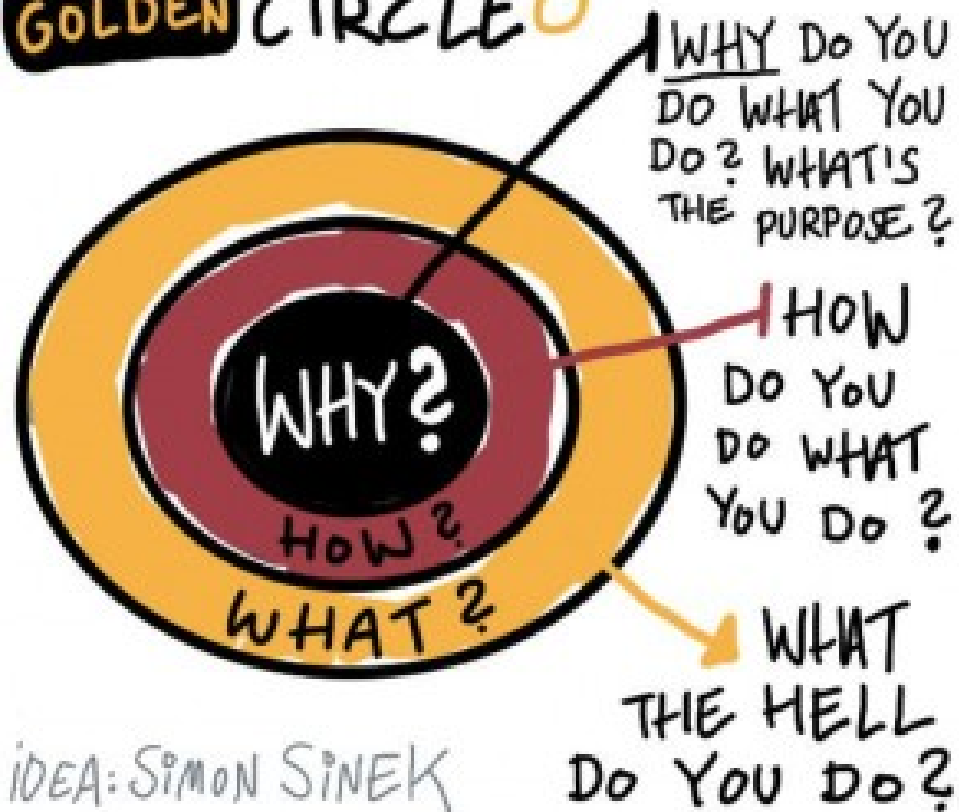 GOLDEN CIRCLE
WHY DO YOU
DO WHAT YOU
DO? WHAT'S
THE PURPOSE?
HOW
DO YOU
DO WHAT
YOU DO?
WHAT
THE HELL
DO YOU DO?
WHY?
HOW?
WHAT?
iDEA: SiMON SiNEK